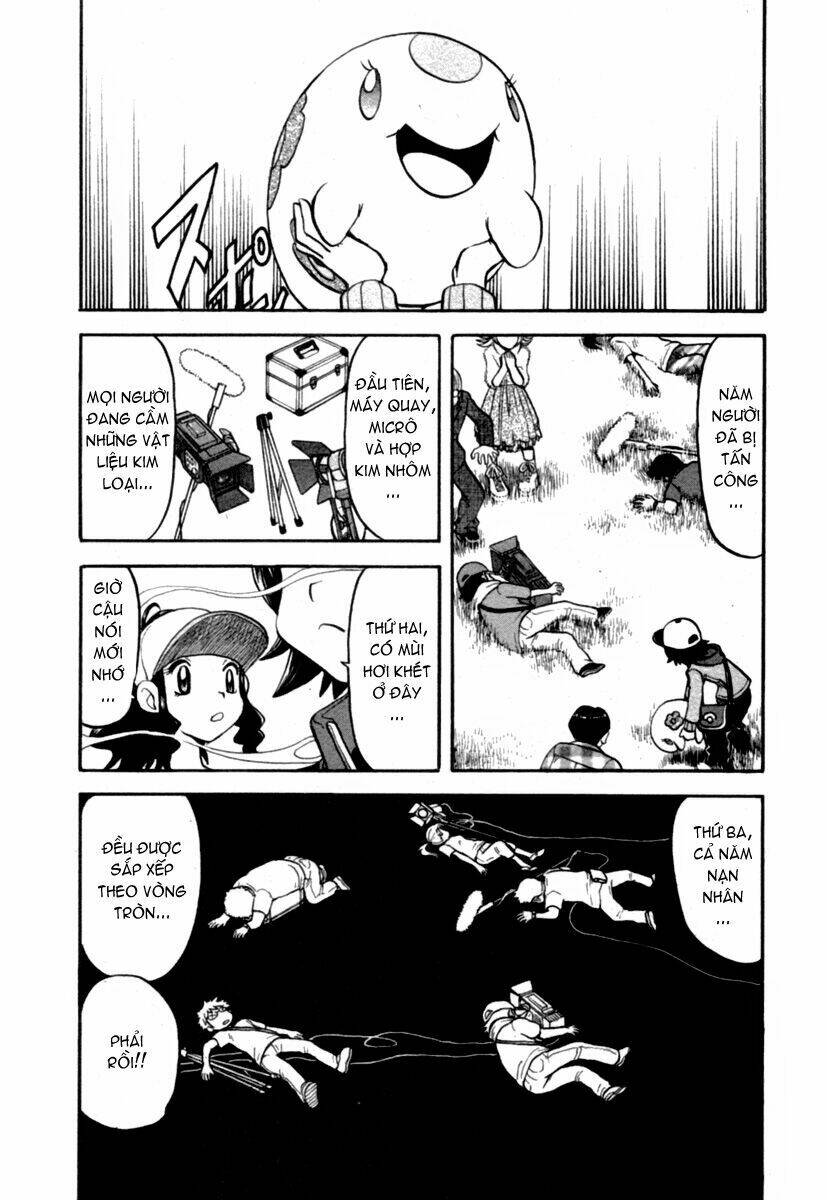 スポン
NĂM
NGƯỜI
ĐÃ BỊ
TẤN
CÔNG
...
ĐẦU TIÊN,
MÁY QUAY,
MICRÔ
VÀ HỢP
KIM NHÔM
...
MỌI NGƯỜI
ĐANG CẦM
NHỮNG VẬT
LIỆU KIM
LOẠI...
THỨ HAI,
CÓ MÙI
HƠI KHÉT
Ở ĐÂY
...
GIỜ
CẬU
NÓI
MỚI
NHỚ
THỨ BA,
CẢ NĂM
NẠN
NHÂN
...
ĐỀU ĐƯỢC
SẮP XẾP
THEO VÒNG
TRÒN...
PHẢI
RỒI!!